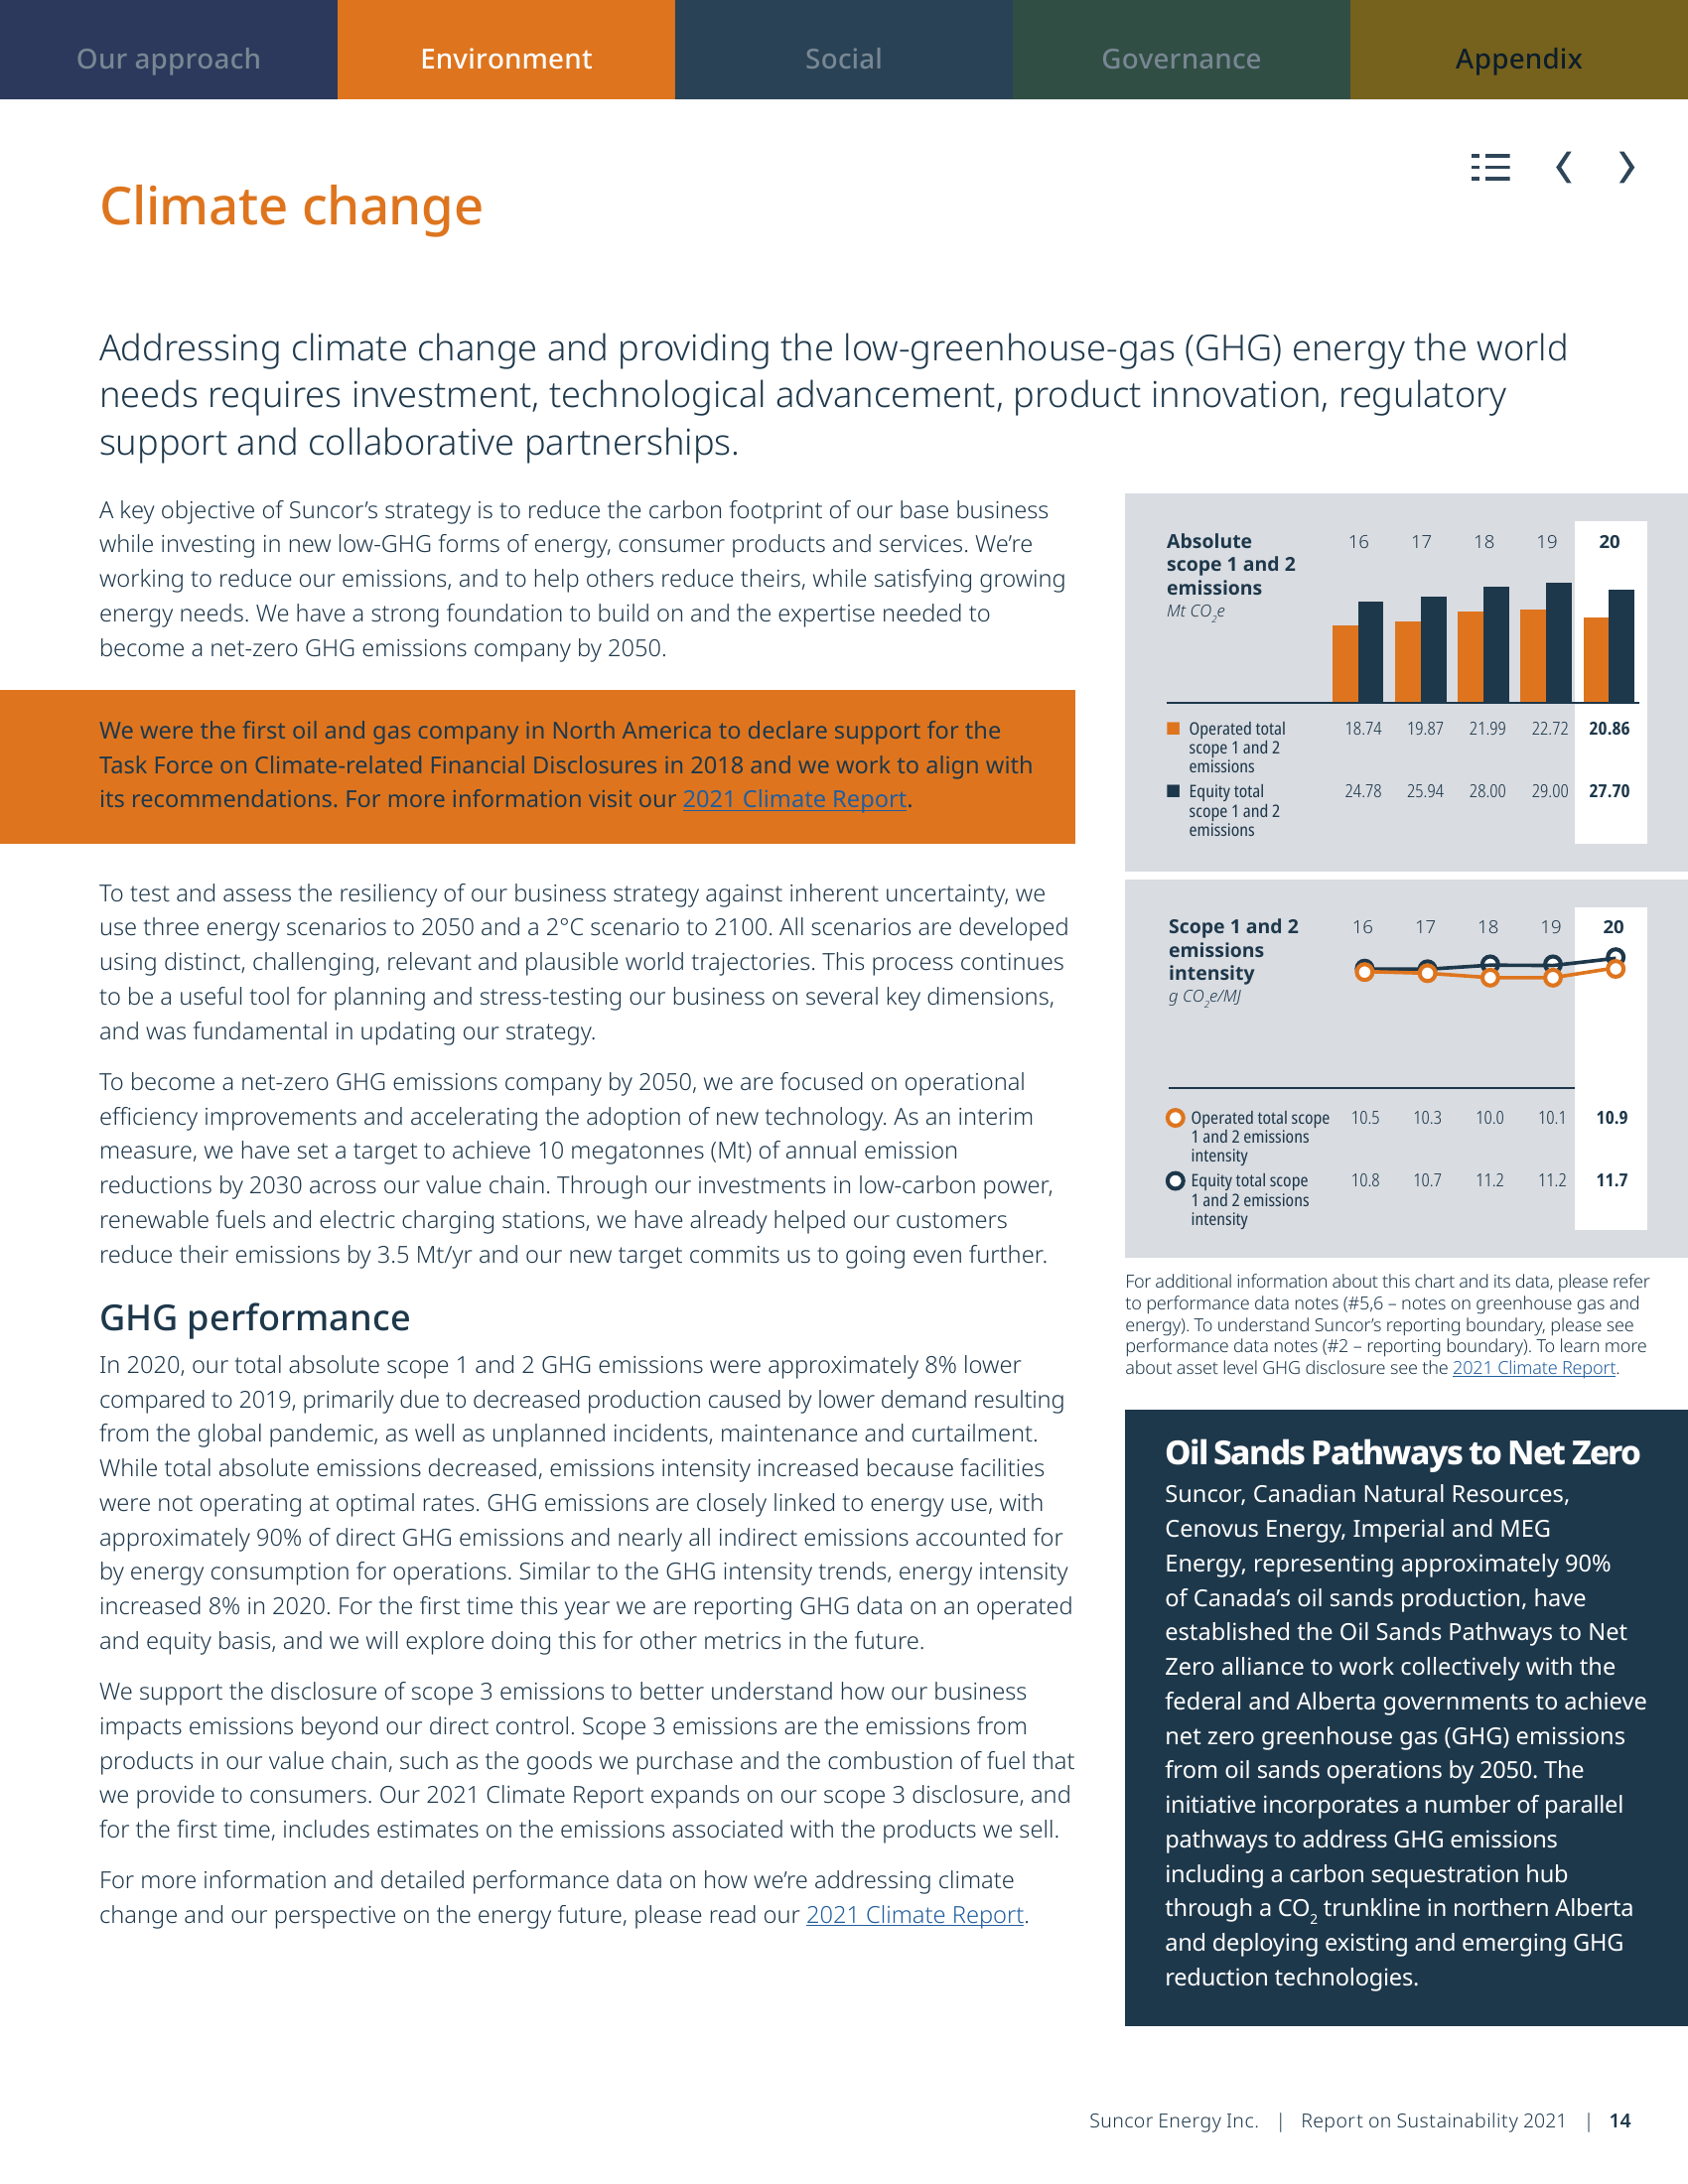 Our approach
Environment
Social
Governance
Appendix
Climate change
Addressing climate change and providing the low-greenhouse-gas (GHG) energy the world
needs requires investment, technological advancement, product innovation, regulatory
support and collaborative partnerships.
A key objective of Suncor’s strategy is to reduce the carbon footprint of our base business
while investing in new low-GHG forms of energy, consumer products and services. We’re
working to reduce our emissions, and to help others reduce theirs, while satisfying growing
energy needs. We have a strong foundation to build on and the expertise needed to
become a net-zero GHG emissions company by 2050.
We were the first oil and gas company in North America to declare support for the
Task Force on Climate-related Financial Disclosures in 2018 and we work to align with
its recommendations. For more information visit our 2021 Climate Report.
To test and assess the resiliency of our business strategy against inherent uncertainty, we
use three energy scenarios to 2050 and a 2°C scenario to 2100. All scenarios are developed
using distinct, challenging, relevant and plausible world trajectories. This process continues
to be a useful tool for planning and stress-testing our business on several key dimensions,
and was fundamental in updating our strategy.
To become a net-zero GHG emissions company by 2050, we are focused on operational
efficiency improvements and accelerating the adoption of new technology. As an interim
measure, we have set a target to achieve 10 megatonnes (Mt) of annual emission
reductions by 2030 across our value chain. Through our investments in low-carbon power,
renewable fuels and electric charging stations, we have already helped our customers
reduce their emissions by 3.5 Mt/yr and our new target commits us to going even further.
GHG performance
In 2020, our total absolute scope 1 and 2 GHG emissions were approximately 8% lower
compared to 2019, primarily due to decreased production caused by lower demand resulting
from the global pandemic, as well as unplanned incidents, maintenance and curtailment.
While total absolute emissions decreased, emissions intensity increased because facilities
were not operating at optimal rates. GHG emissions are closely linked to energy use, with
approximately 90% of direct GHG emissions and nearly all indirect emissions accounted for
by energy consumption for operations. Similar to the GHG intensity trends, energy intensity
increased 8% in 2020. For the first time this year we are reporting GHG data on an operated
and equity basis, and we will explore doing this for other metrics in the future.
We support the disclosure of scope 3 emissions to better understand how our business
impacts emissions beyond our direct control. Scope 3 emissions are the emissions from
products in our value chain, such as the goods we purchase and the combustion of fuel that
we provide to consumers. Our 2021 Climate Report expands on our scope 3 disclosure, and
for the first time, includes estimates on the emissions associated with the products we sell.
For more information and detailed performance data on how we’re addressing climate
change and our perspective on the energy future, please read our 2021 Climate Report.
Absolute 16 17 18 19 20
scope 1 and 2
emissions
Mt CO2e
Operated total 18.74 19.87 21.99 22.72 20.86
scope 1 and 2
emissions
Equity total 24.78 25.94 28.00 29.00 27.70
scope 1 and 2
emissions
Scope 1 and 2 16 17 18 19 20
emissions
intensity
g CO2e/MJ
Operated total scope 10.5 10.3 10.0 10.1 10.9
1 and 2 emissions
intensity
Equity total scope 10.8 10.7 11.2 11.2 11.7
1 and 2 emissions
intensity
For additional information about this chart and its data, please refer
to performance data notes (#5,6 – notes on greenhouse gas and
energy). To understand Suncor’s reporting boundary, please see
performance data notes (#2 – reporting boundary). To learn more
about asset level GHG disclosure see the 2021 Climate Report.
Oil Sands Pathways to Net Zero
Suncor, Canadian Natural Resources,
Cenovus Energy, Imperial and MEG
Energy, representing approximately 90%
of Canada’s oil sands production, have
established the Oil Sands Pathways to Net
Zero alliance to work collectively with the
federal and Alberta governments to achieve
net zero greenhouse gas (GHG) emissions
from oil sands operations by 2050. The
initiative incorporates a number of parallel
pathways to address GHG emissions
including a carbon sequestration hub
through a CO2 trunkline in northern Alberta
and deploying existing and emerging GHG
reduction technologies.
Suncor Energy Inc. | Report on Sustainability 2021 | 14